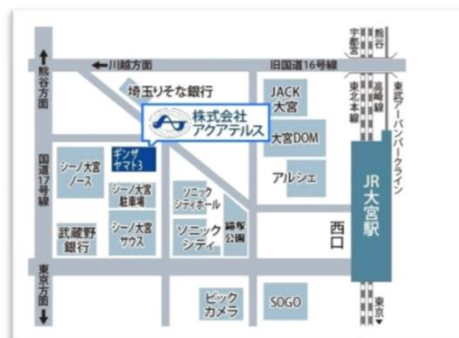 熊谷方面
川越方面
旧国道16号線
宇都宮
熊谷
東北本線
高崎線
東武アーバンパークライン
埼玉りそな銀行
JACK
大宮
株式会社
アクアテルス
大宮DOM
ギンザ
ヤマト3
国道17号線
シーノ大宮
ノース
シーノ大宮
駐車場
ソニック
シティホール
アルシェ
JR大宮駅
武蔵野
銀行
シーノ大宮
サウス
ソニック
シティ
鐘塚
公園
西口
東京方面
ビック
カメラ
SOGO
東京